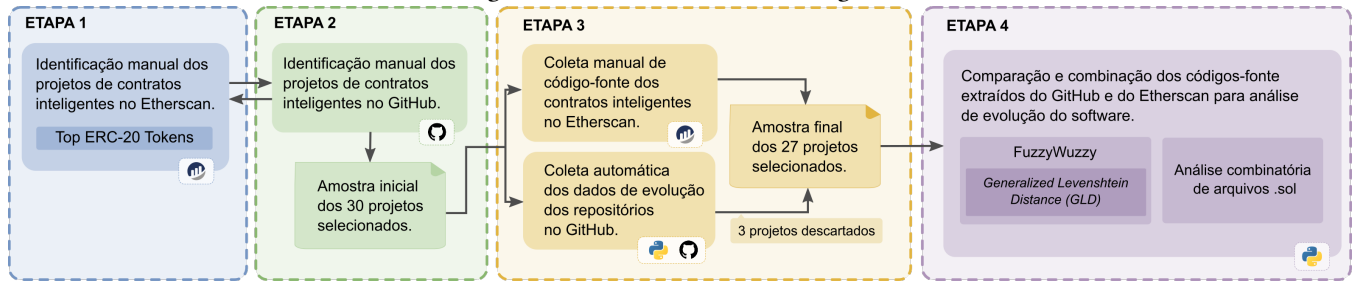 ETAPA 1
Identificação manual dos
projetos de contratos
inteligentes no Etherscan.
Top ERC-20 Tokens
ETAPA 2
Identificação manual dos
projetos de contratos
inteligentes no GitHub.
Amostra inicial
dos 30 projetos
selecionados.
ETAPA 3
Coleta manual de
código-fonte dos
contratos inteligentes
no Etherscan.
Coleta automática
dos dados de evolução
dos repositórios
no GitHub.
Amostra final
dos 27 projetos
selecionados.
3 projetos descartados
ETAPA 4
Comparação e combinação dos códigos-fonte
extraídos do GitHub e do Etherscan para análise
de evolução do software.
FuzzyWuzzy
Generalized Levenshtein
Distance (GLD)
Análise combinatória
de arquivos .sol